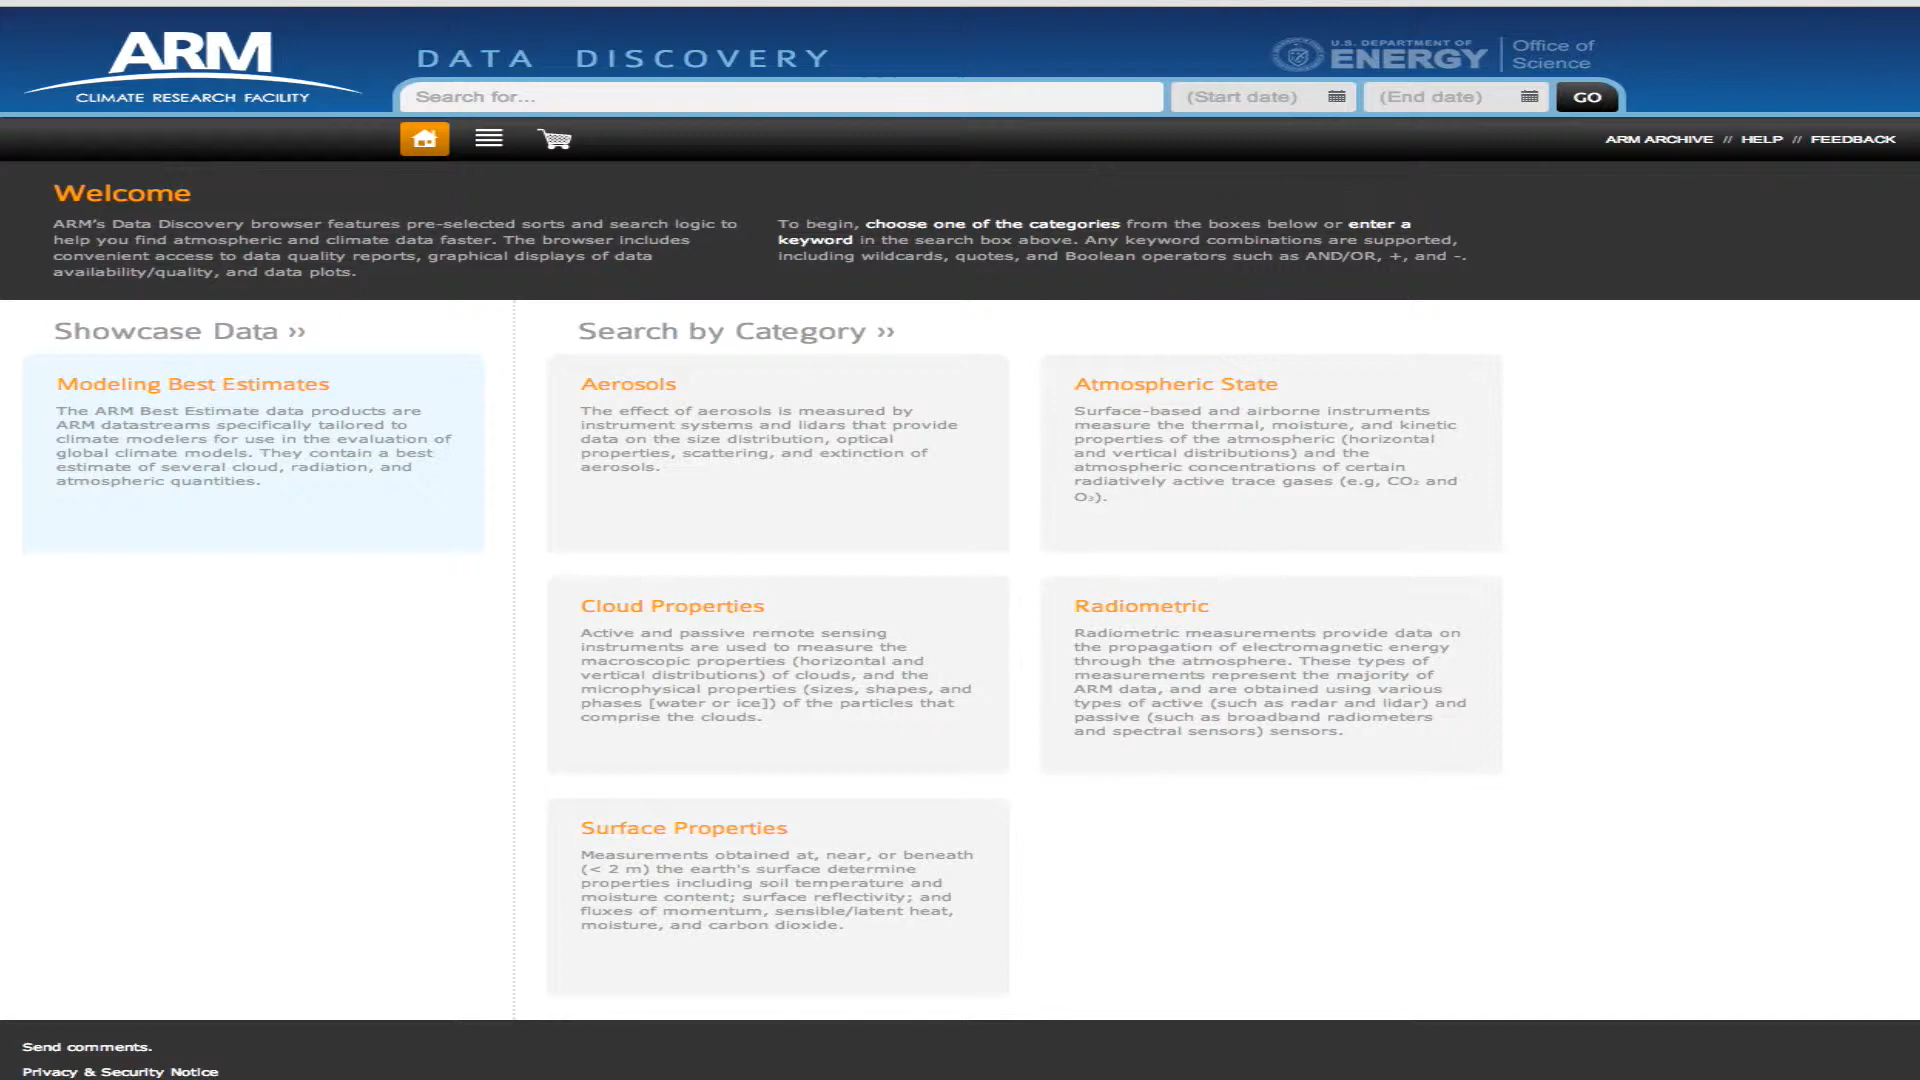 ARM
CLIMATE RESEARCH FACILITY
DATA DISCOVERY
U.S. DEPARTMENT OF
ENERGY
Office of
Science
Search for...
(Start date)
(End date)
GO
ARM ARCHIVE // HELP // FEEDBACK
Welcome
ARM's Data Discovery browser features pre-selected sorts and search logic to
help you find atmospheric and climate data faster. The browser includes
convenient access to data quality reports, graphical displays of data
availability/quality, and data plots.
To begin, choose one of the categories from the boxes below or enter a
keyword in the search box above. Any keyword combinations are supported,
including wildcards, quotes, and Boolean operators such as AND/OR, +, and -.
Showcase Data ››
Modeling Best Estimates
The ARM Best Estimate data products are
ARM datastreams specifically tailored to
climate modelers for use in the evaluation of
global climate models. They contain a best
estimate of several cloud, radiation, and
atmospheric quantities.
Search by Category ››
Aerosols
The effect of aerosols is measured by
instrument systems and lidars that provide
data on the size distribution, optical
properties, scattering, and extinction of
aerosols.
Atmospheric State
Surface-based and airborne instruments
measure the thermal, moisture, and kinetic
properties of the atmospheric (horizontal
and vertical distributions) and the
atmospheric concentrations of certain
radiatively active trace gases (e.g, CO₂ and
O₃).
Cloud Properties
Active and passive remote sensing
instruments are used to measure the
macroscopic properties (horizontal and
vertical distributions) of clouds, and the
microphysical properties (sizes, shapes, and
phases [water or ice]) of the particles that
comprise the clouds.
Radiometric
Radiometric measurements provide data on
the propagation of electromagnetic energy
through the atmosphere. These types of
measurements represent the majority of
ARM data, and are obtained using various
types of active (such as radar and lidar) and
passive (such as broadband radiometers
and spectral sensors) sensors.
Surface Properties
Measurements obtained at, near, or beneath
(< 2 m) the earth's surface determine
properties including soil temperature and
moisture content; surface reflectivity; and
fluxes of momentum, sensible/latent heat,
moisture, and carbon dioxide.
Send comments.
Privacy & Security Notice